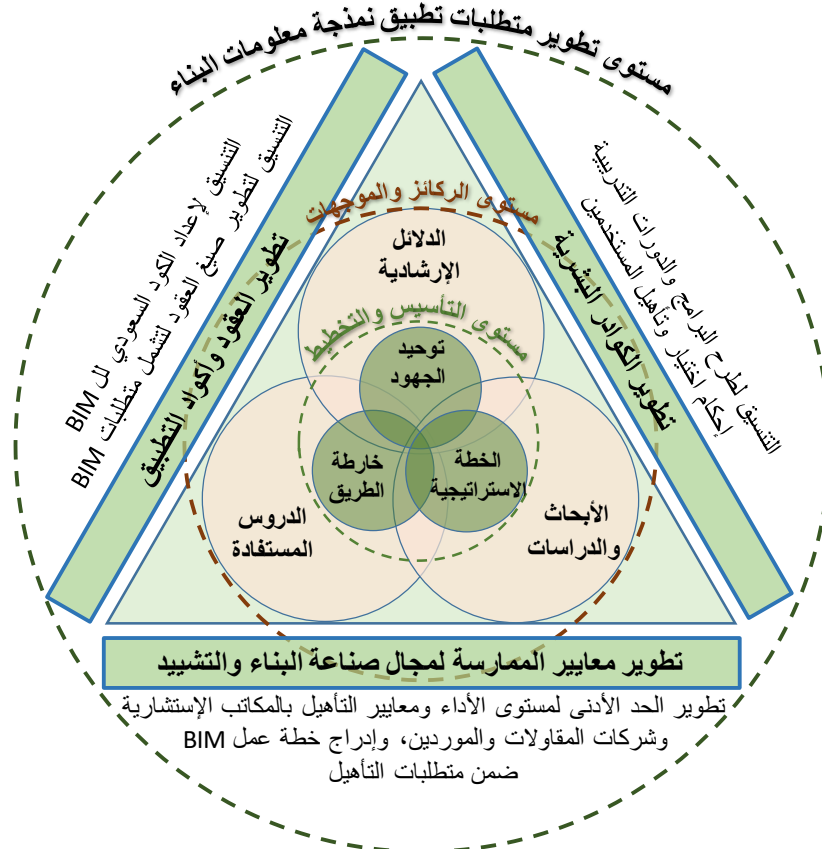 مستوى تطوير متطلبات تطبيق نمذجة معلومات البناء
التنسيق لإعداد الكود السعودي لل BIM
التنسيق لتطوير صيغ العقود لتشمل متطلبات BIM
تطوير العقود وأكواد التطبيق
التنسيق لطرح البرامج والدورات التدريبية
إحكام اختيار وتأهيل المستخدمين
تطوير الكوادر البشرية
مستوى الركائز والموجهات
الدلائل
الإرشادية
مستوى التأسيس والتخطيط
توحيد
الجهود
الخطة
الاستراتيجية
خارطة
الطريق
الأبحاث
والدراسات
الدروس
المستفادة
تطوير معايير الممارسة لمجال صناعة البناء والتشييد
تطوير الحد الأدنى لمستوى الأداء ومعايير التأهيل بالمكاتب الإستشارية
وشركات المقاولات والموردين، وإدراج خطة عمل BIM
ضمن متطلبات التأهيل